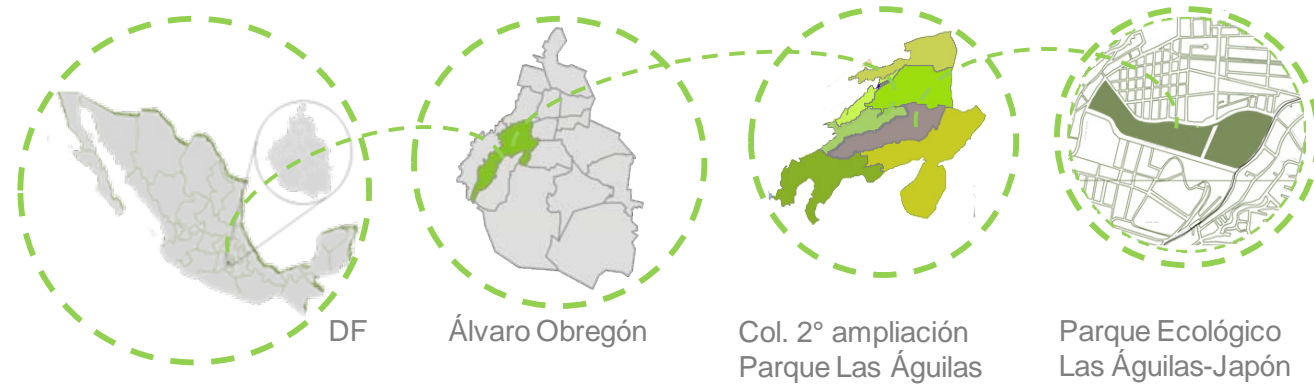 DF
Álvaro Obregón
Col. 2° ampliación
Parque Las Águilas
Parque Ecológico
Las Águilas-Japón